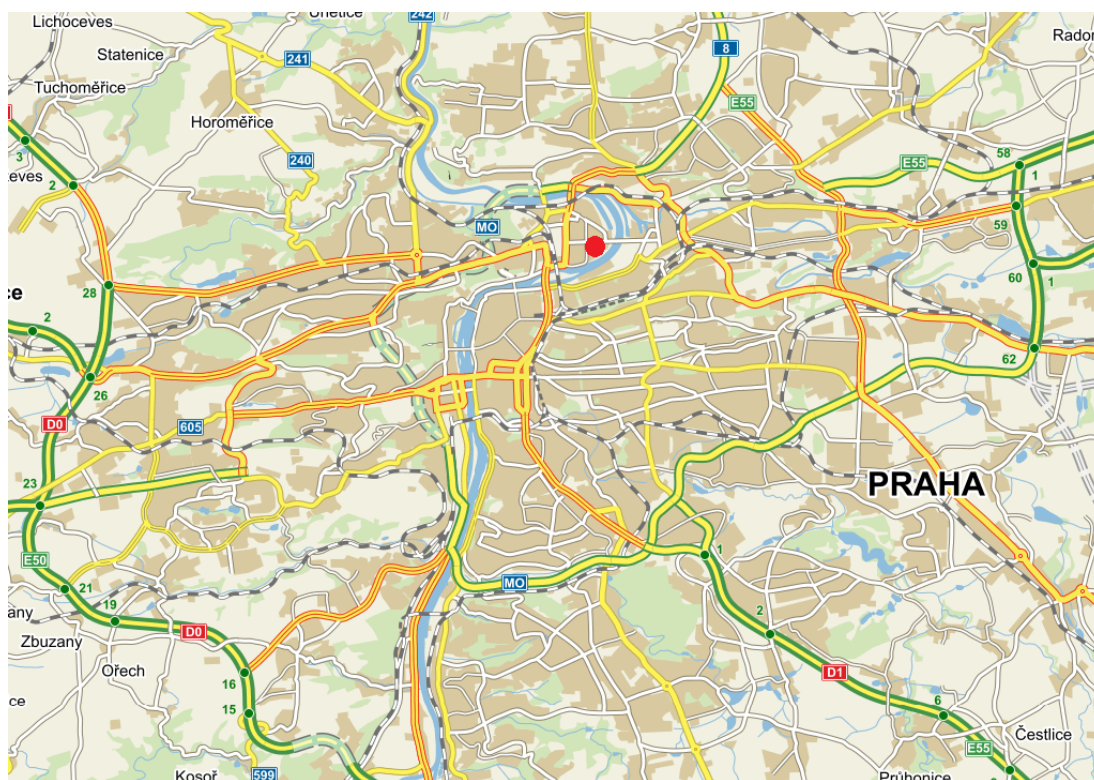 Lichoceves
Únětice
242
Statenice
241
8
Radon
Tuchoměřice
E55
Horoměřice
3
240
E55
58
1
2
59
MO
28
60
1
2
62
26
D0
605
23
PRAHA
E50
1
21
MO
19
2
Zbuzany
D0
Ořech
D1
16
15
6
Čestlice
E55
Kosoř
599
Průhonice